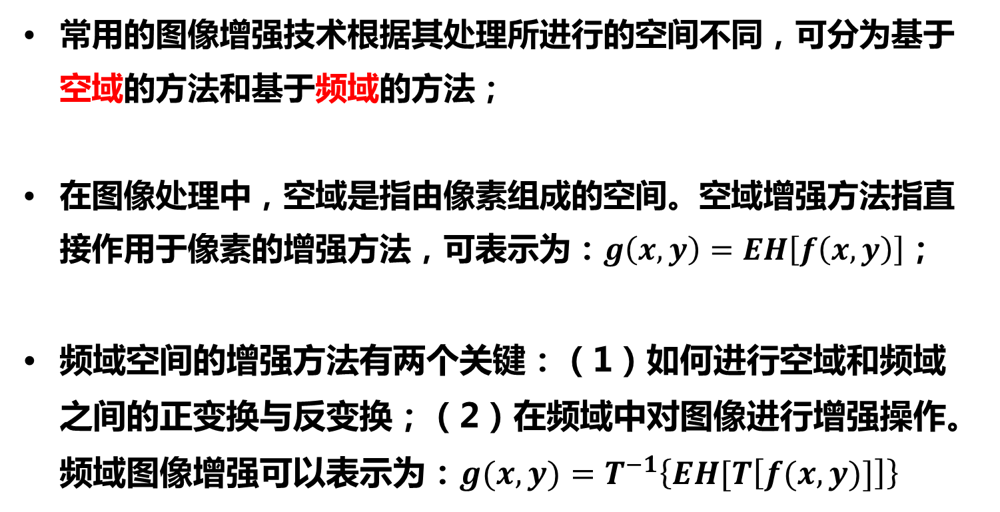 • 常用的图像增强技术根据其处理所进行的空间不同，可分为基于
空域的方法和基于频域的方法；
• 在图像处理中，空域是指由像素组成的空间。空域增强方法指直
接作用于像素的增强方法，可表示为：g(x, y) = EH[f(x, y)]；
• 频域空间的增强方法有两个关键：（1）如何进行空域和频域
之间的正变换与反变换；（2）在频域中对图像进行增强操作。
频域图像增强可以表示为：g(x, y) = T⁻¹{EH[T[f(x, y)]]}